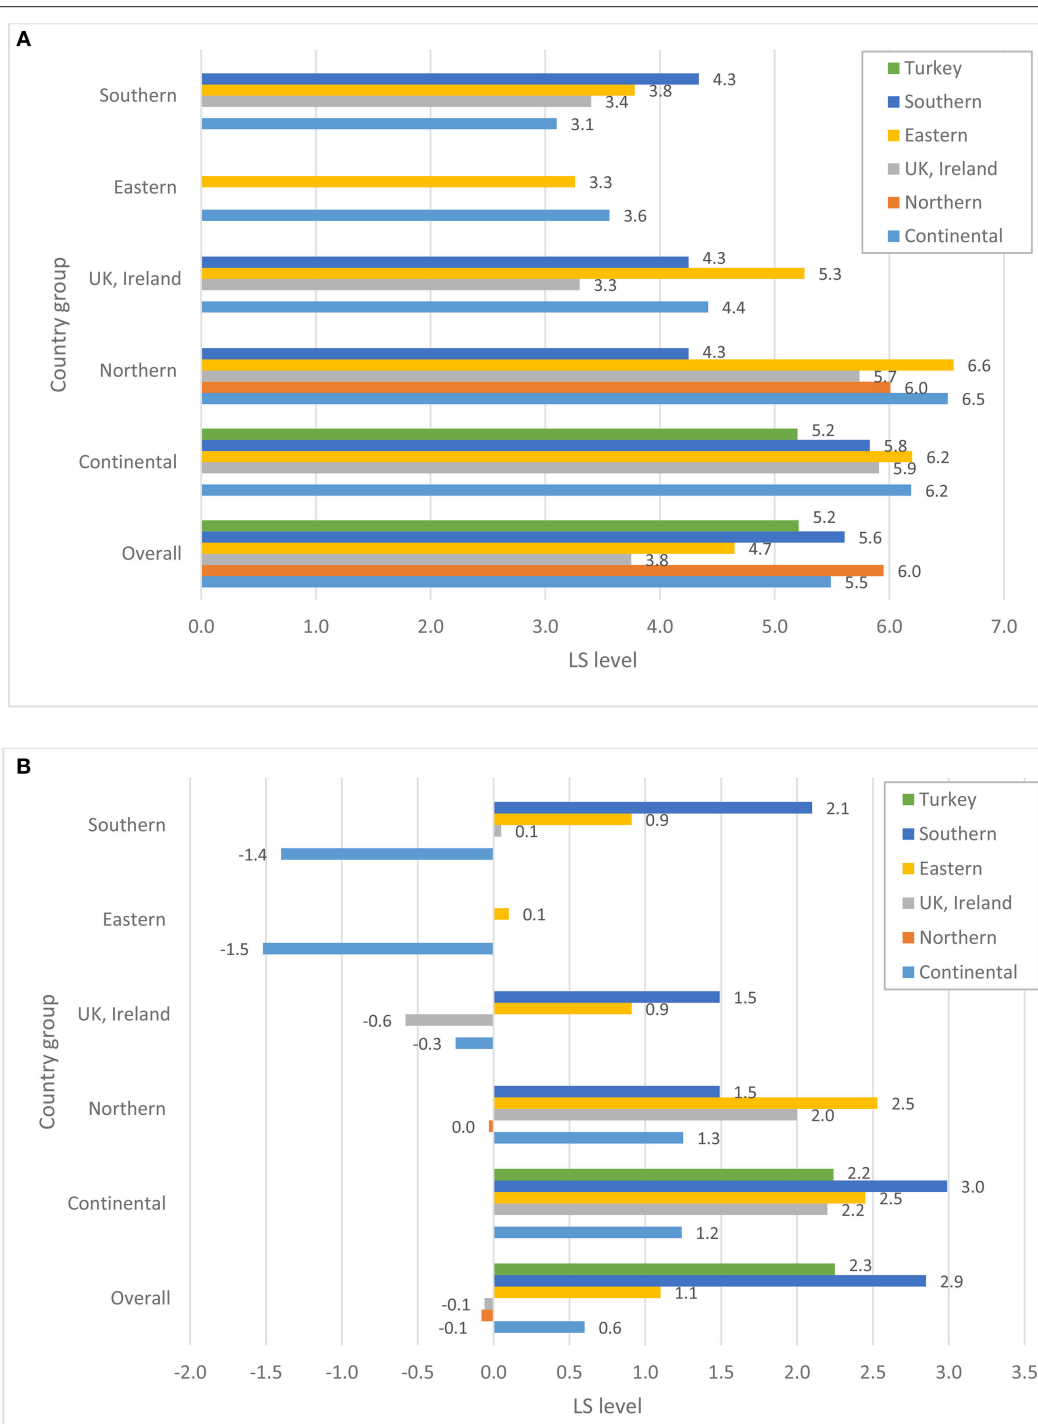 A
Southern
4.3
3.8
3.4
3.1
Eastern
3.3
3.6
UK, Ireland
4.3
5.3
3.3
4.4
Northern
4.3
6.6
5.7
6.0
6.5
Continental
5.2
5.8
6.2
5.9
6.2
Overall
5.2
5.6
4.7
3.8
6.0
5.5
Country group
0.0 1.0 2.0 3.0 4.0 5.0 6.0 7.0
LS level
Turkey
Southern
Eastern
UK, Ireland
Northern
Continental
B
Southern
2.1
0.9
0.1
-1.4
Eastern
0.1
-1.5
UK, Ireland
1.5
0.9
-0.6
-0.3
Northern
1.5
2.5
2.0
0.0
1.3
Continental
2.2
3.0
2.5
2.2
1.2
Overall
2.3
2.9
1.1
-0.1
-0.1
0.6
Country group
-2.0 -1.5 -1.0 -0.5 0.0 0.5 1.0 1.5 2.0 2.5 3.0 3.5
LS level
Turkey
Southern
Eastern
UK, Ireland
Northern
Continental